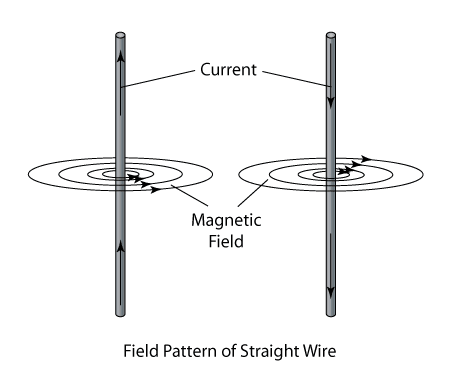 Current
Magnetic
Field
Field Pattern of Straight Wire